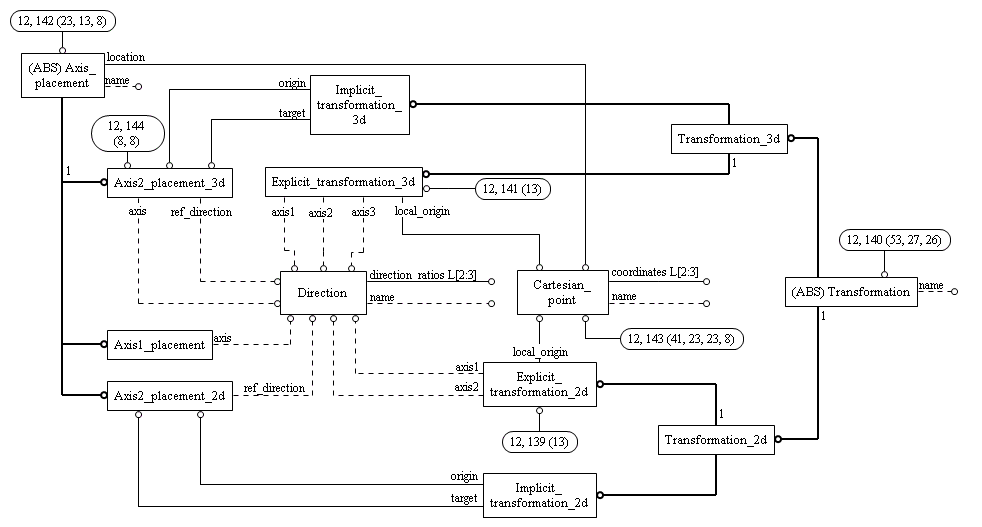 12, 142 (23, 13, 8)
(ABS) Axis_
placement
location
name
origin
Implicit_
transformation_
3d
target
12, 144
(8, 8)
Transformation_3d
1
1
Axis2_placement_3d
Explicit_transformation_3d
12, 141 (13)
axis
ref_direction
axis1
axis2
axis3
local_origin
12, 140 (53, 27, 26)
Direction
direction_ratios L[2:3]
name
Cartesian_
point
coordinates L[2:3]
name
(ABS) Transformation
name
1
Axis1_placement
axis
12, 143 (41, 23, 23, 8)
local_origin
axis1
axis2
Explicit_
transformation_2d
Axis2_placement_2d
ref_direction
1
12, 139 (13)
Transformation_2d
origin
target
Implicit_
transformation_2d